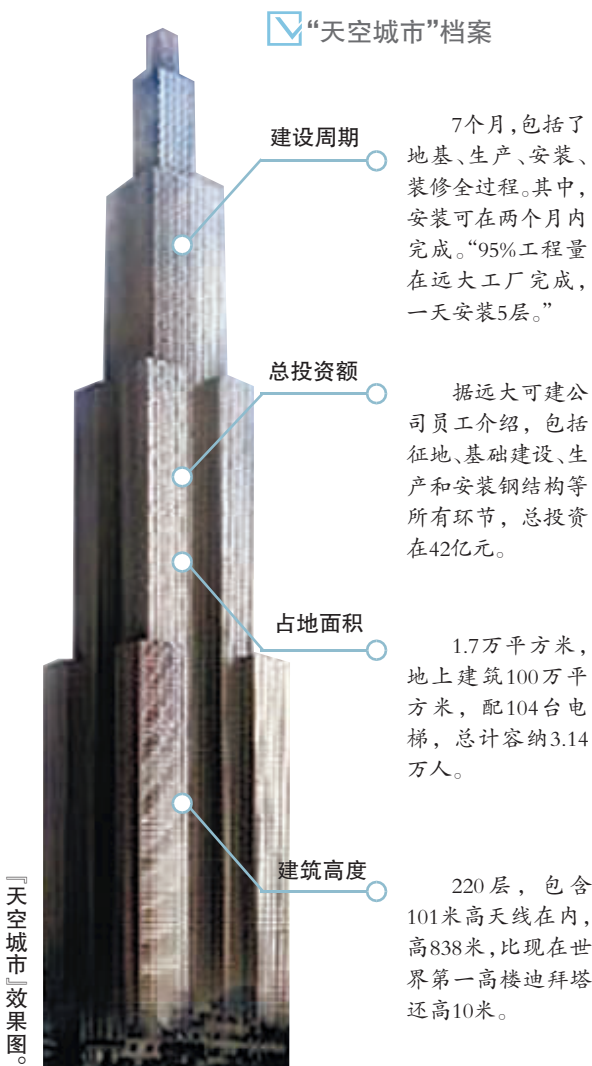 “天空城市”档案
建设周期
7个月,包括了
地基、生产、安装、
装修全过程。其中,
安装可在两个月内
完成。“95%工程量
在远大工厂完成,
一天安装5层。”
总投资额
据远大可建公
司员工介绍，包括
征地、基础建设、生
产和安装钢结构等
所有环节，总投资
在42亿元。
占地面积
1.7万平方米，
地上建筑100万平
方米，配104台电
梯，总计容纳3.14
万人。
建筑高度
220层，包含
101米高天线在内，
高838米，比现在世
界第一高楼迪拜塔
还高10米。
『天空城市』效果图。